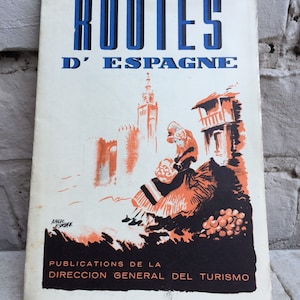 ROUTES
D' ESPAGNE
PUBLICATIONS DE LA
DIRECCION GENERAL DEL TURISMO